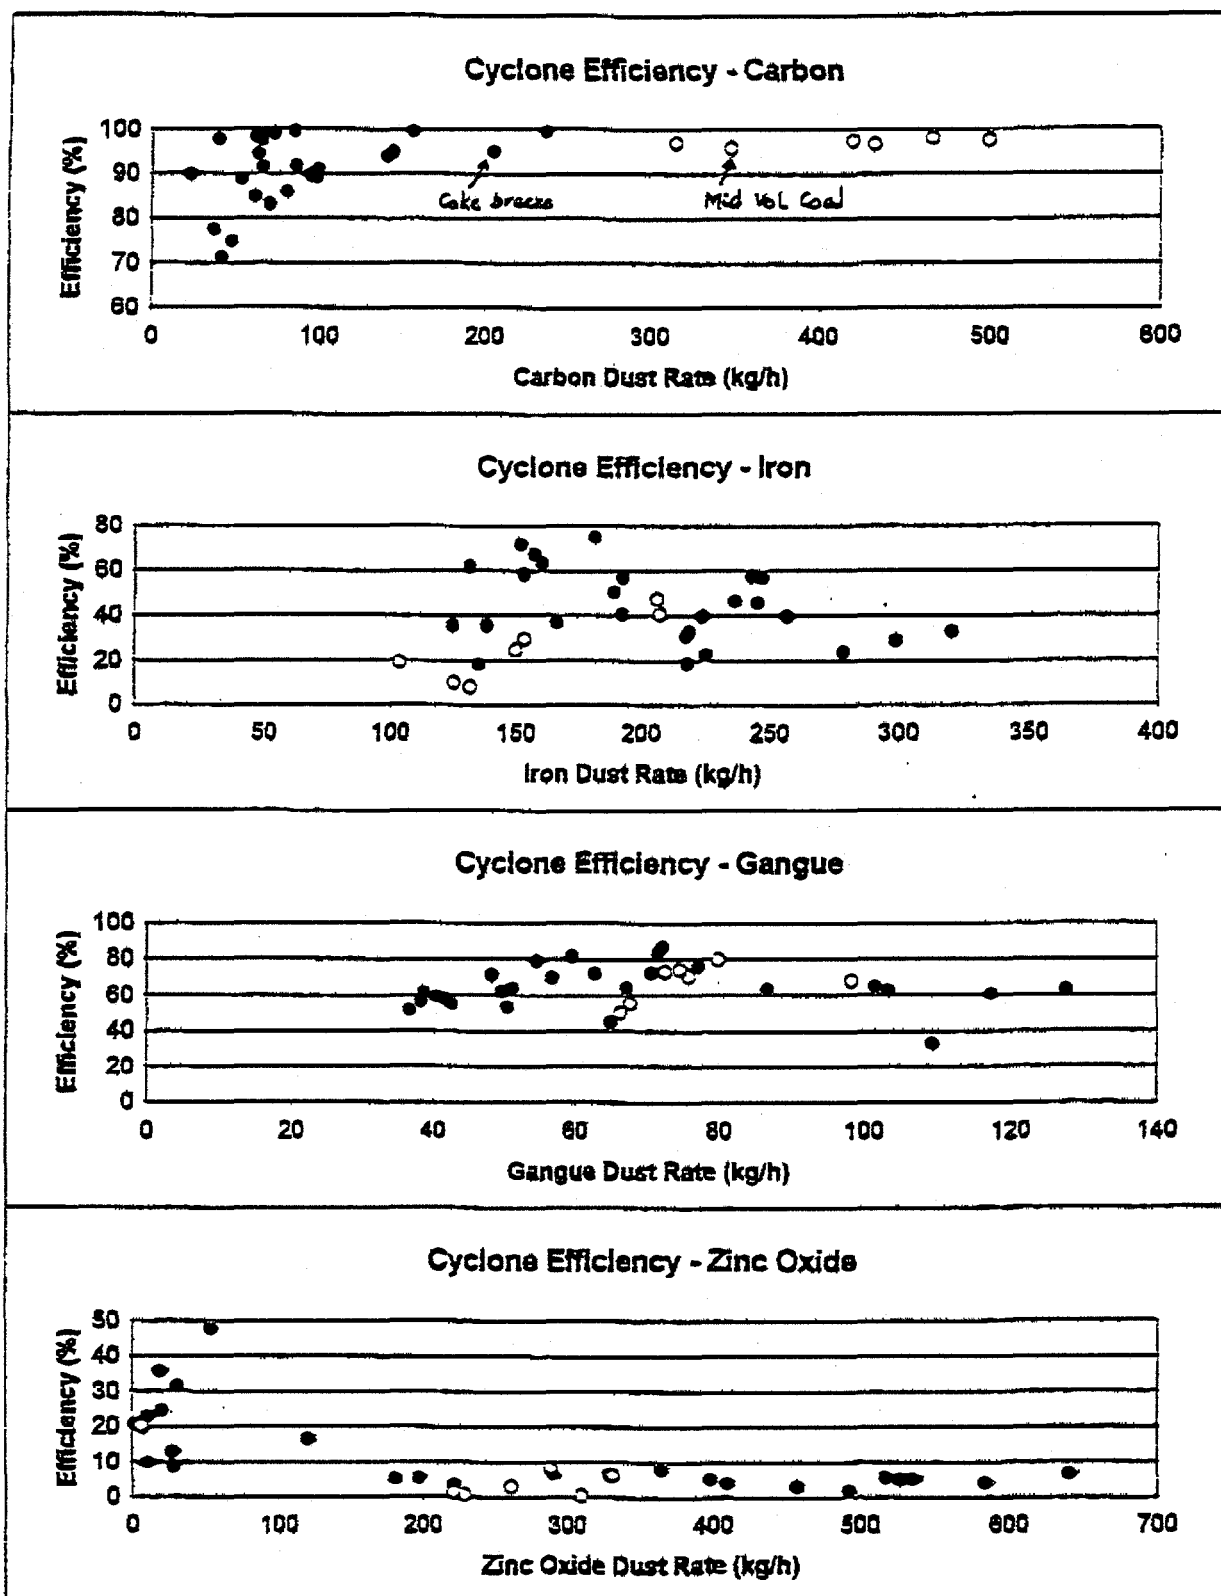 Cyclone Efficiency - Carbon
Efficiency (%)
100
90
80
70
60
Coke breeze
Mid Vol Coal
0 100 200 300 400 500 600
Carbon Dust Rate (kg/h)
Cyclone Efficiency - Iron
Efficiency (%)
80
60
40
20
0
0 50 100 150 200 250 300 350 400
Iron Dust Rate (kg/h)
Cyclone Efficiency - Gangue
Efficiency (%)
100
80
60
40
20
0
0 20 40 60 80 100 120 140
Gangue Dust Rate (kg/h)
Cyclone Efficiency - Zinc Oxide
Efficiency (%)
50
40
30
20
10
0
0 100 200 300 400 500 600 700
Zinc Oxide Dust Rate (kg/h)